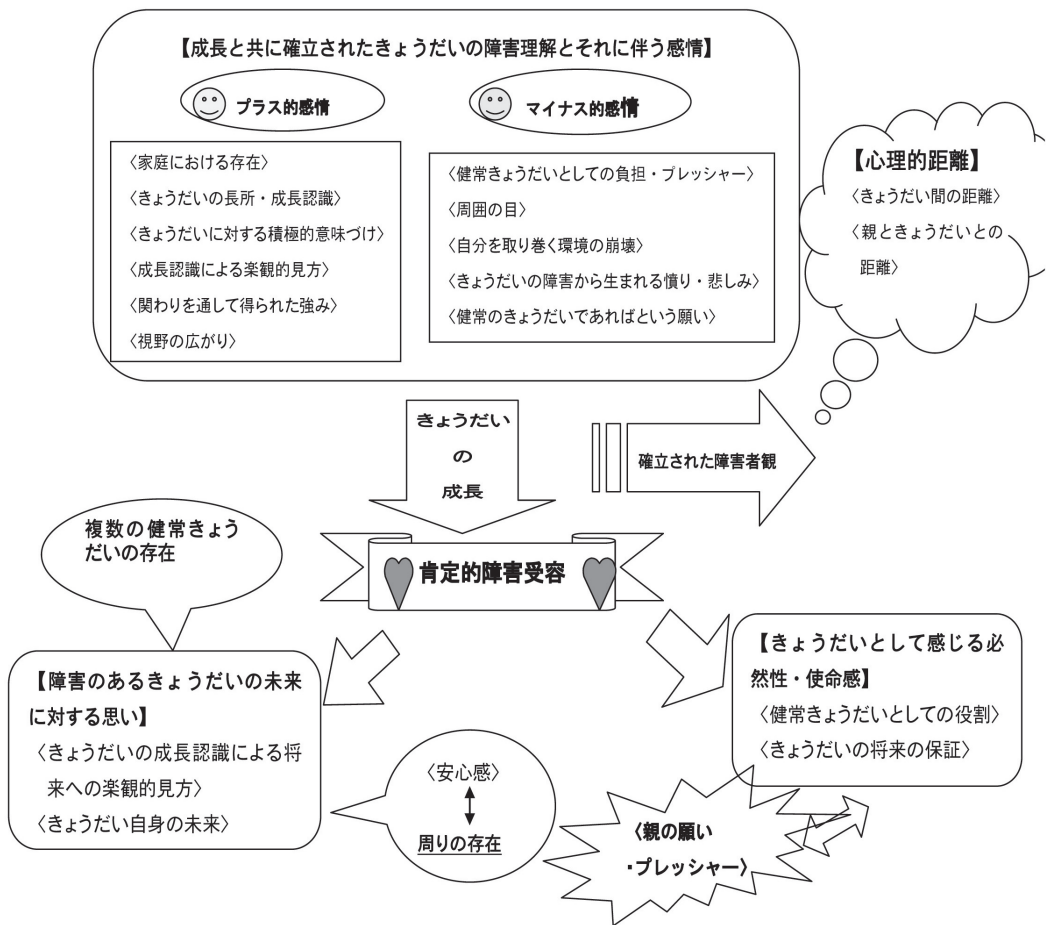 【成長と共に確立されたきょうだいの障害理解とそれに伴う感情】
プラス的感情
〈家庭における存在〉
〈きょうだいの長所・成長認識〉
〈きょうだいに対する積極的意味づけ〉
〈成長認識による楽観的見方〉
〈関わりを通して得られた強み〉
〈視野の広がり〉
マイナス的感情
〈健常きょうだいとしての負担・プレッシャー〉
〈周囲の目〉
〈自分を取り巻く環境の崩壊〉
〈きょうだいの障害から生まれる憤り・悲しみ〉
〈健常のきょうだいであればという願い〉
【心理的距離】
〈きょうだい間の距離〉
〈親ときょうだいとの
距離〉
きょうだい
の
成長
確立された障害者観
肯定的障害受容
複数の健常きょう
だいの存在
【障害のあるきょうだいの未来
に対する思い】
〈きょうだいの成長認識による将
来への楽観的見方〉
〈きょうだい自身の未来〉
〈安心感〉
周りの存在
〈親の願い
・プレッシャー〉
【きょうだいとして感じる必
然性・使命感】
〈健常きょうだいとしての役割〉
〈きょうだいの将来の保証〉